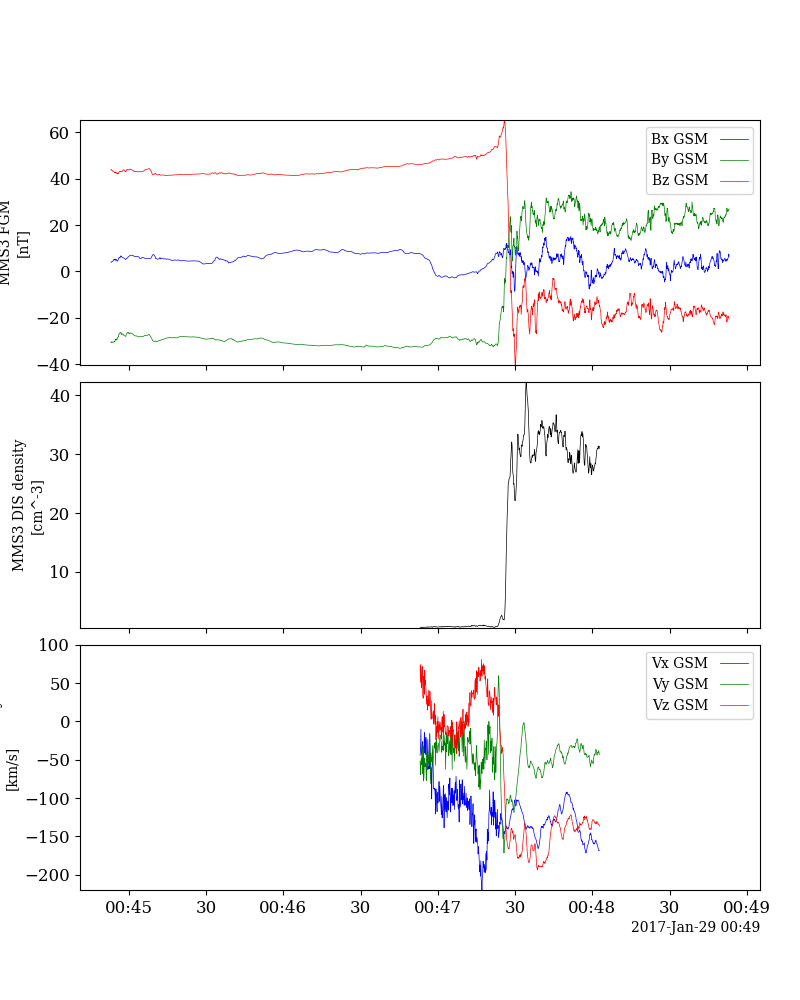 60
40
20
0
−20
−40
MMS3 FGM
[nT]
Bx GSM
By GSM
Bz GSM
40
30
20
10
MMS3 DIS density
[cm^-3]
100
50
0
−50
−100
−150
−200
[km/s]
Vx GSM
Vy GSM
Vz GSM
00:45 30 00:46 30 00:47 30 00:48 30 00:49
2017-Jan-29 00:49